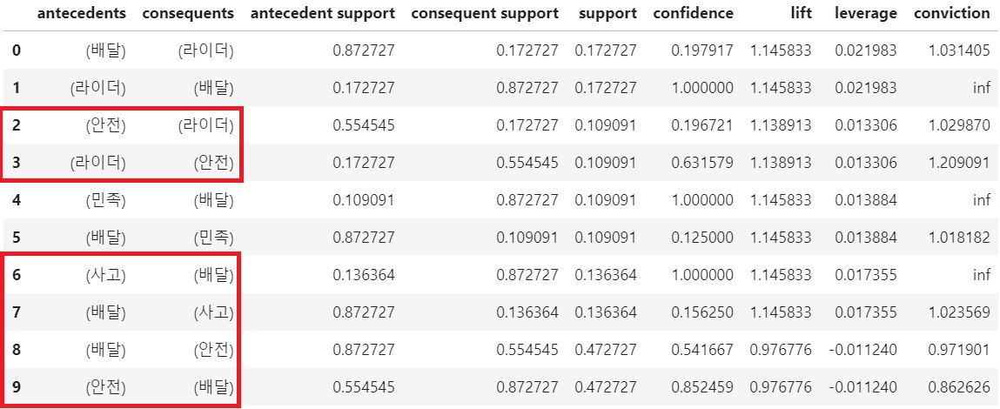 antecedents consequents antecedent support consequent support support confidence lift leverage conviction
0 (배달) (라이더) 0.872727 0.172727 0.172727 0.197917 1.145833 0.021983 1.031405
1 (라이더) (배달) 0.172727 0.872727 0.172727 1.000000 1.145833 0.021983 inf
2 (안전) (라이더) 0.554545 0.172727 0.109091 0.196721 1.138913 0.013306 1.029870
3 (라이더) (안전) 0.172727 0.554545 0.109091 0.631579 1.138913 0.013306 1.209091
4 (민족) (배달) 0.109091 0.872727 0.109091 1.000000 1.145833 0.013884 inf
5 (배달) (민족) 0.872727 0.109091 0.109091 0.125000 1.145833 0.013884 1.018182
6 (사고) (배달) 0.136364 0.872727 0.136364 1.000000 1.145833 0.017355 inf
7 (배달) (사고) 0.872727 0.136364 0.136364 0.156250 1.145833 0.017355 1.023569
8 (배달) (안전) 0.872727 0.554545 0.472727 0.541667 0.976776 -0.011240 0.971901
9 (안전) (배달) 0.554545 0.872727 0.472727 0.852459 0.976776 -0.011240 0.862626